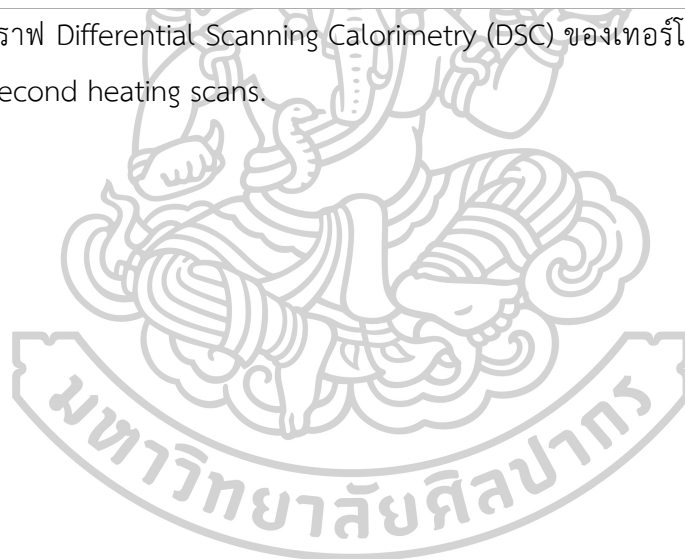 ราฟ Differential Scanning Calorimetry (DSC) ของเทอร์โ
econd heating scans.
มหาวิทยาลัยศิลปากร